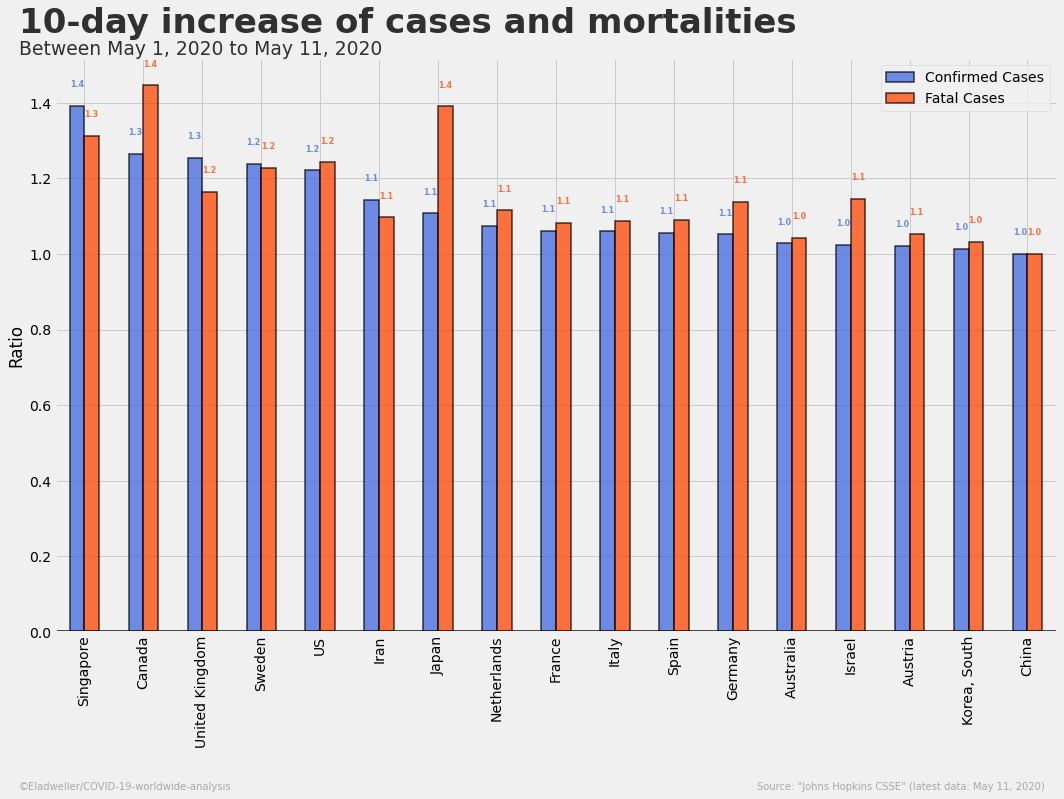 10-day increase of cases and mortalities
Between May 1, 2020 to May 11, 2020
Confirmed Cases
Fatal Cases
1.4 1.3 1.3 1.4 1.3 1.2 1.2 1.2 1.2 1.2 1.1 1.1 1.1 1.4 1.1 1.1 1.1 1.1 1.1 1.1 1.1 1.1 1.1 1.1 1.0 1.0 1.0 1.1 1.0 1.1 1.0 1.0 1.0 1.0
Ratio
1.4
1.2
1.0
0.8
0.6
0.4
0.2
0.0
Singapore
Canada
United Kingdom
Sweden
US
Iran
Japan
Netherlands
France
Italy
Spain
Germany
Australia
Israel
Austria
Korea, South
China
©Eladweller/COVID-19-worldwide-analysis
Source: "Johns Hopkins CSSE" (latest data: May 11, 2020)